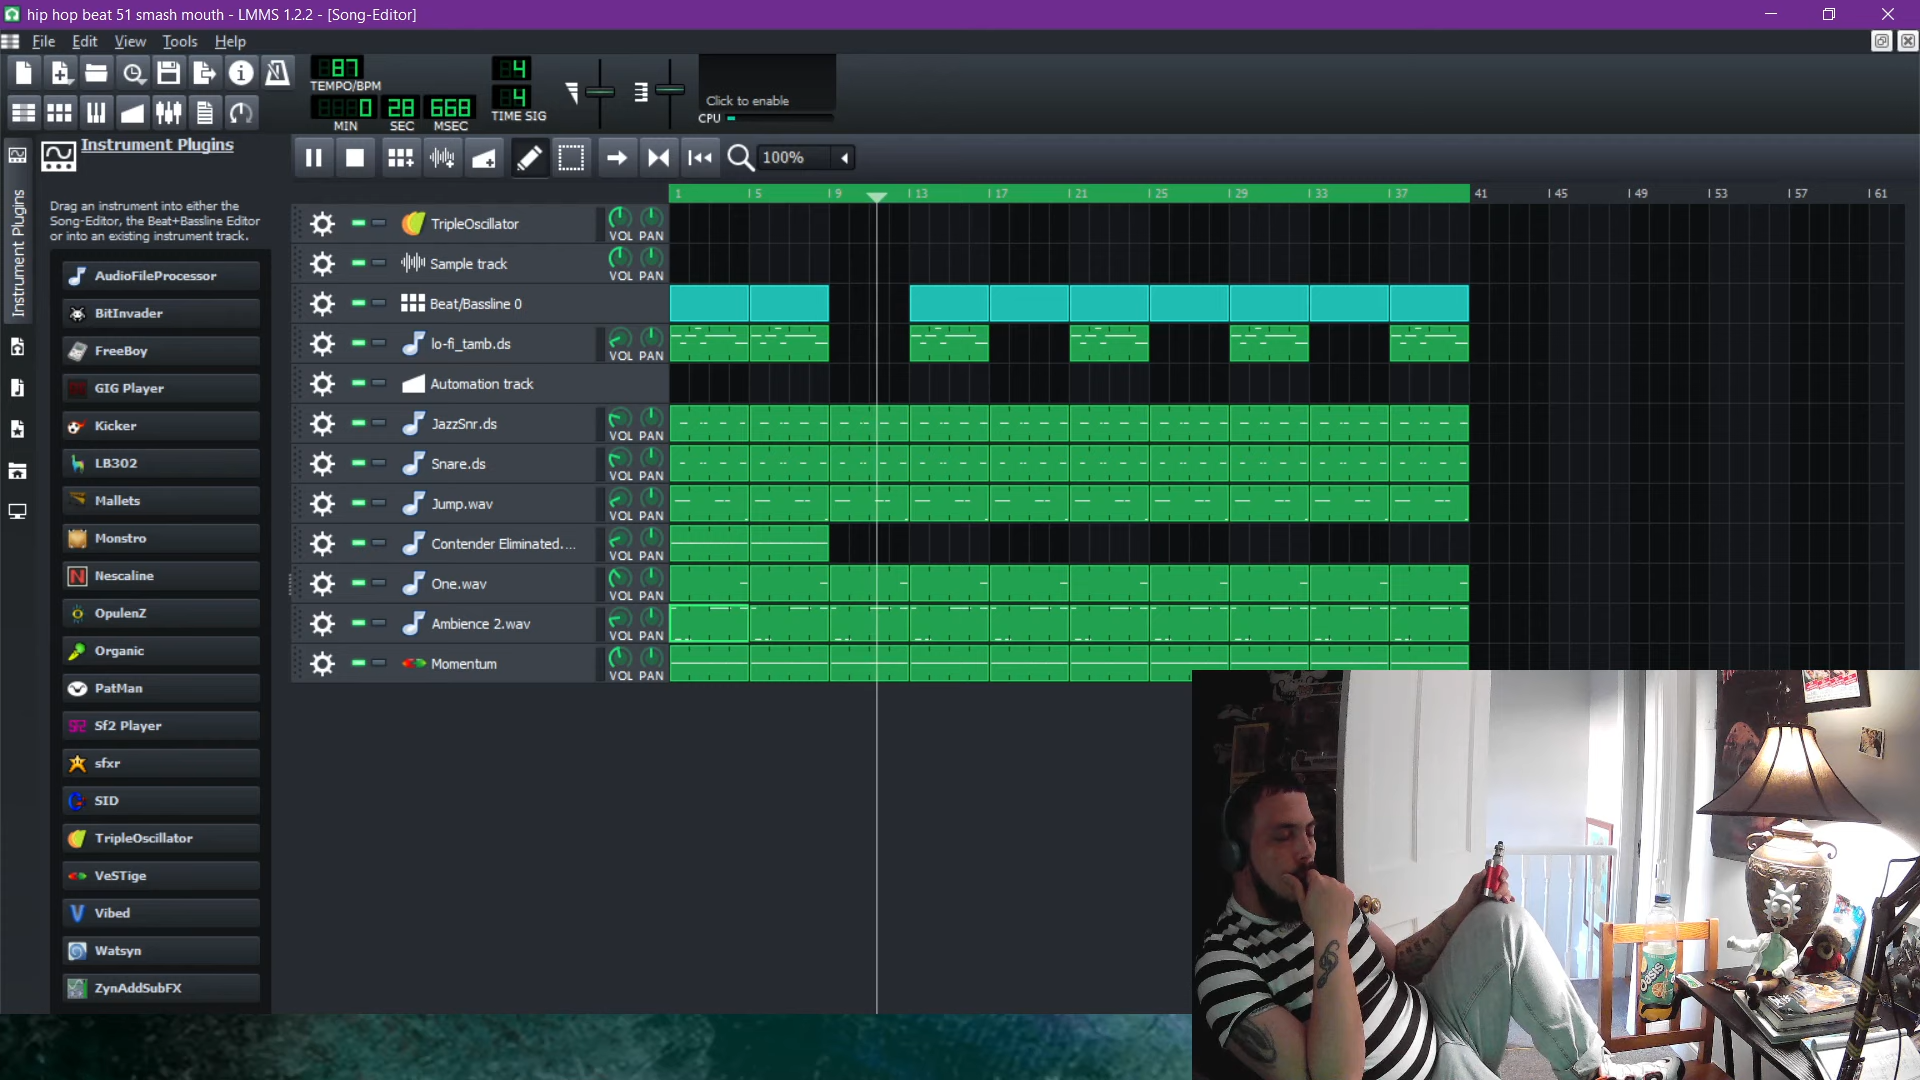 hip hop beat 51 smash mouth - LMMS 1.2.2 - [Song-Editor]
File Edit View Tools Help
87
TEMPO/BPM
0 28 668
MIN SEC MSEC
4
4
TIME SIG
Click to enable
CPU
Instrument Plugins
Instrument Plugins
Drag an instrument into either the
Song-Editor, the Beat+Bassline Editor
or into an existing instrument track.
AudioFileProcessor
BitInvader
FreeBoy
GIG Player
Kicker
LB302
Mallets
Monstro
Nescaline
OpulenZ
Organic
PatMan
Sf2 Player
sfxr
SID
TripleOscillator
VeSTige
Vibed
Watsyn
ZynAddSubFX
100%
1 5 9 13 17 21 25 29 33 37 41 45 49 53 57 61
TripleOscillator VOL PAN
Sample track VOL PAN
Beat/Bassline 0
lo-fi_tamb.ds VOL PAN
Automation track
JazzSnr.ds VOL PAN
Snare.ds VOL PAN
Jump.wav VOL PAN
Contender Eliminated.... VOL PAN
One.wav VOL PAN
Ambience 2.wav VOL PAN
Momentum VOL PAN
oasis